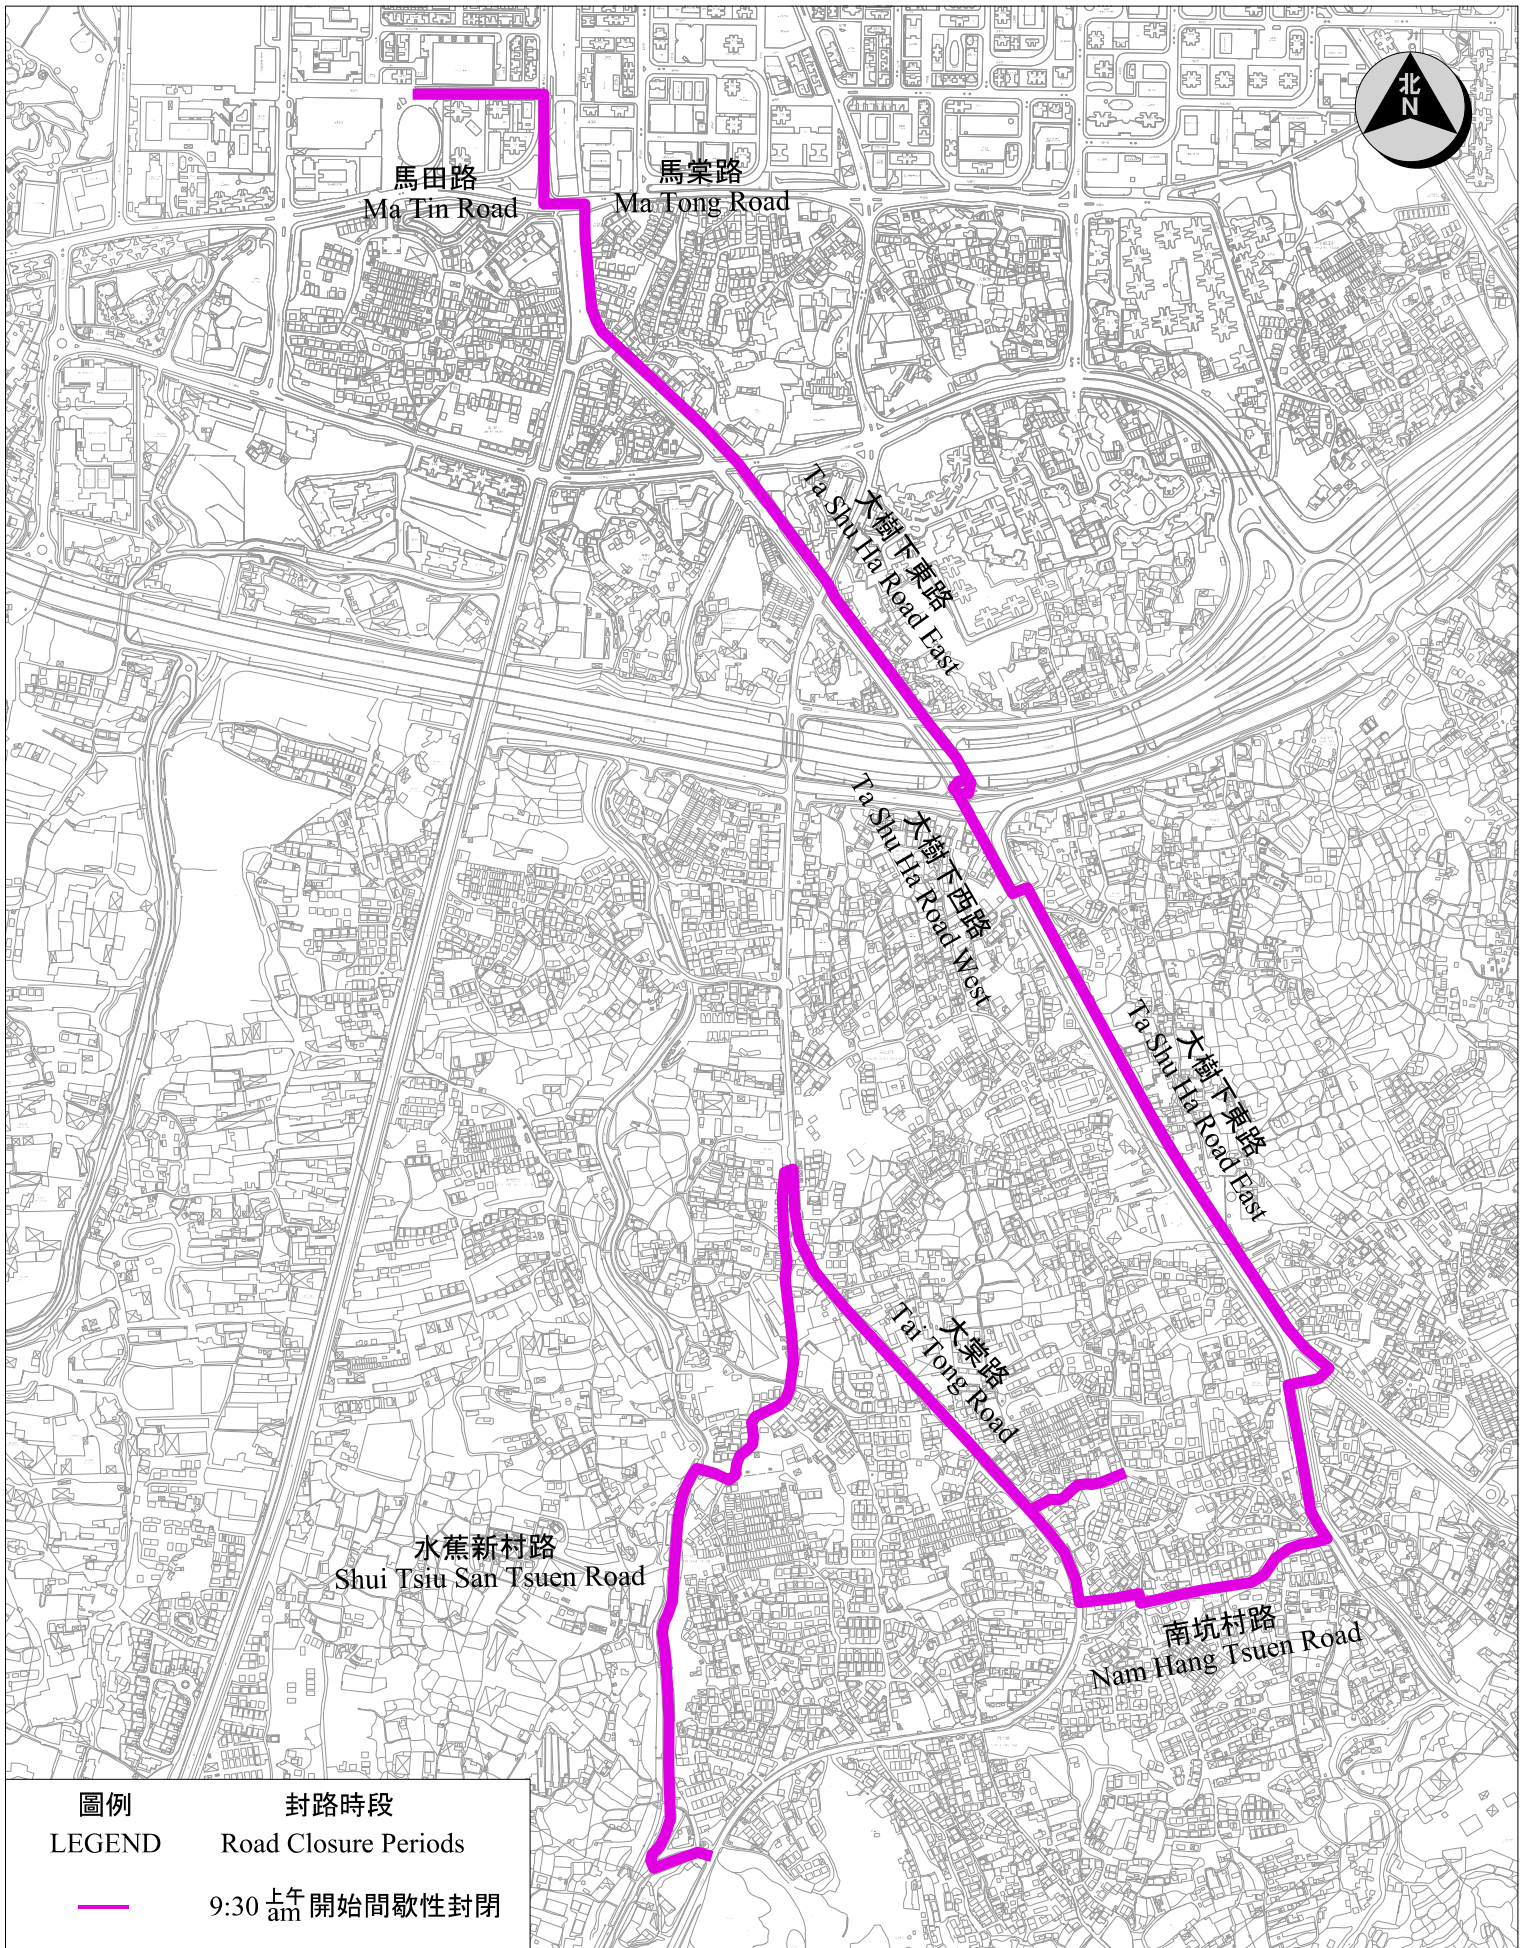 北
N
馬田路
Ma Tin Road
馬棠路
Ma Tong Road
大樹下東路
Ta Shu Ha Road East
大樹下西路
Ta Shu Ha Road West
大樹下東路
Ta Shu Ha Road East
大棠路
Tai Tong Road
水蕉新村路
Shui Tsiu San Tsuen Road
南坑村路
Nam Hang Tsuen Road
圖例
LEGEND
封路時段
Road Closure Periods
9:30 上午 am 開始間歇性封閉